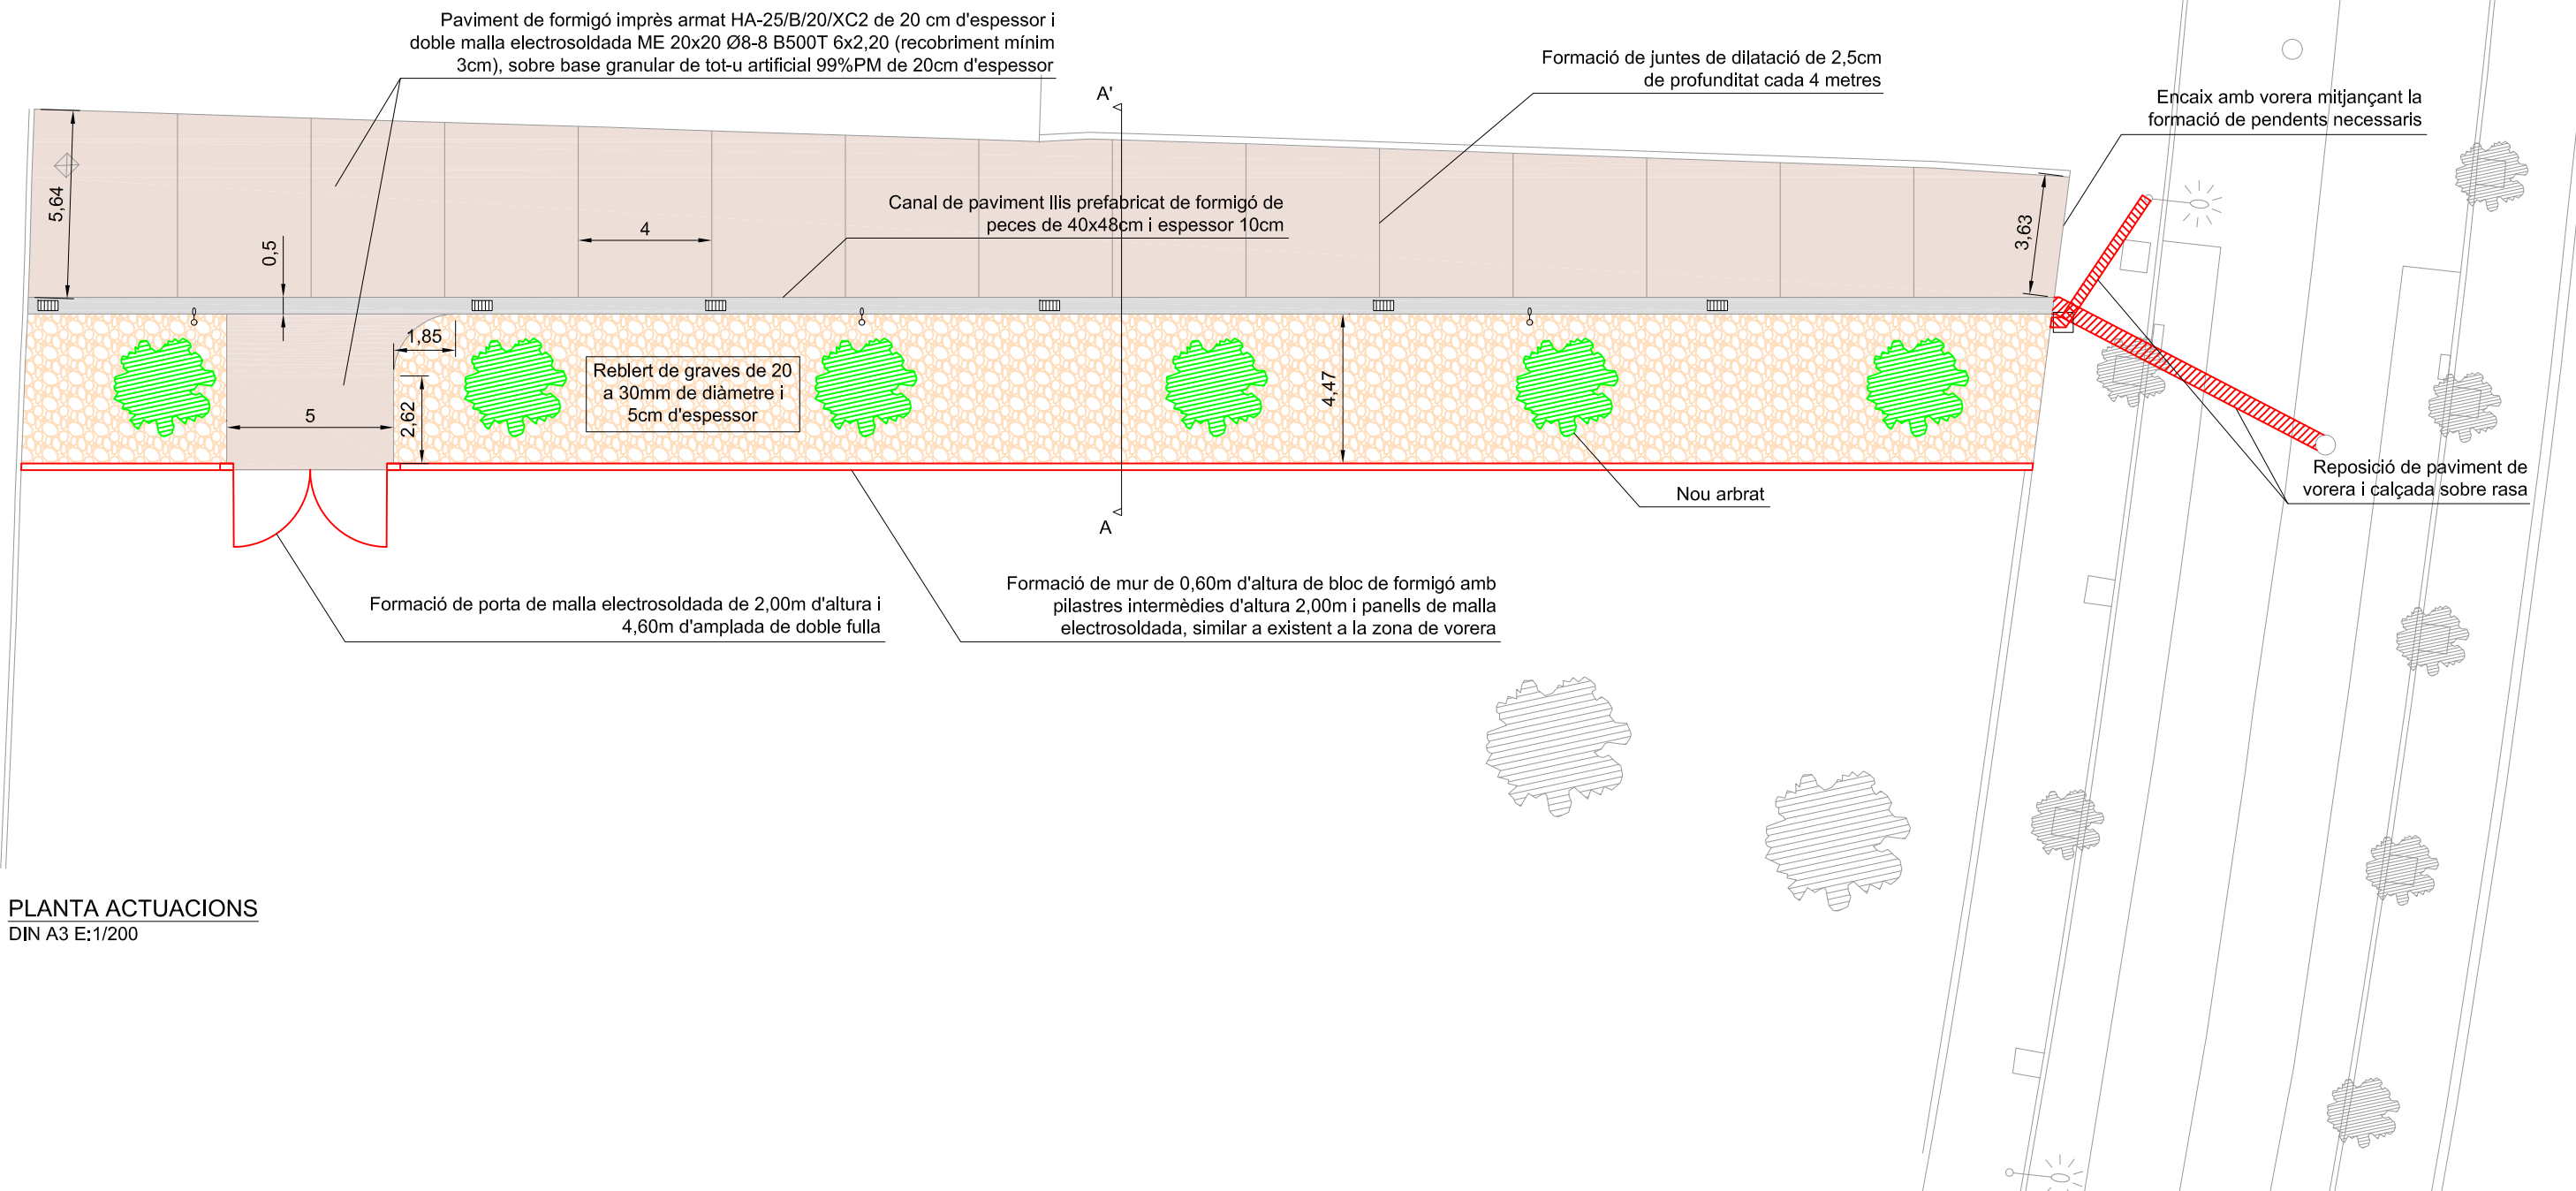 Paviment de formigó imprès armat HA-25/B/20/XC2 de 20 cm d'espessor i
doble malla electrosoldada ME 20x20 Ø8-8 B500T 6x2,20 (recobriment mínim
3cm), sobre base granular de tot-u artificial 99%PM de 20cm d'espessor
Formació de juntes de dilatació de 2,5cm
de profunditat cada 4 metres
Encaix amb vorera mitjançant la
formació de pendents necessaris
A'
5,64
0,5
4
Canal de paviment llis prefabricat de formigó de
peces de 40x48cm i espessor 10cm
3,63
1,85
5
2,62
Reblert de graves de 20
a 30mm de diàmetre i
5cm d'espessor
4,47
Nou arbrat
A
Reposició de paviment de
vorera i calçada sobre rasa
Formació de porta de malla electrosoldada de 2,00m d'altura i
4,60m d'amplada de doble fulla
Formació de mur de 0,60m d'altura de bloc de formigó amb
pilastres intermèdies d'altura 2,00m i panells de malla
electrosoldada, similar a existent a la zona de vorera
PLANTA ACTUACIONS
DIN A3 E:1/200